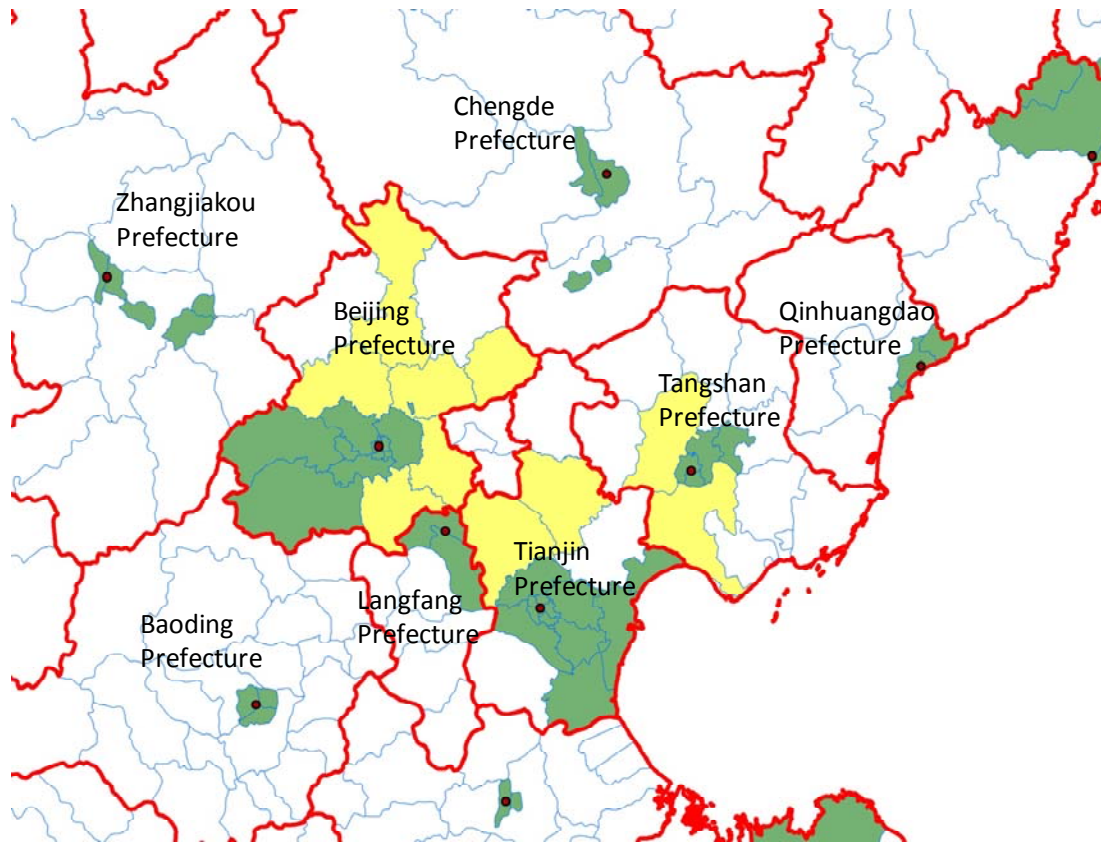 Chengde
Prefecture
Zhangjiakou
Prefecture
Beijing
Prefecture
Qinhuangdao
Prefecture
Tangshan
Prefecture
Tianjin
Prefecture
Langfang
Prefecture
Baoding
Prefecture